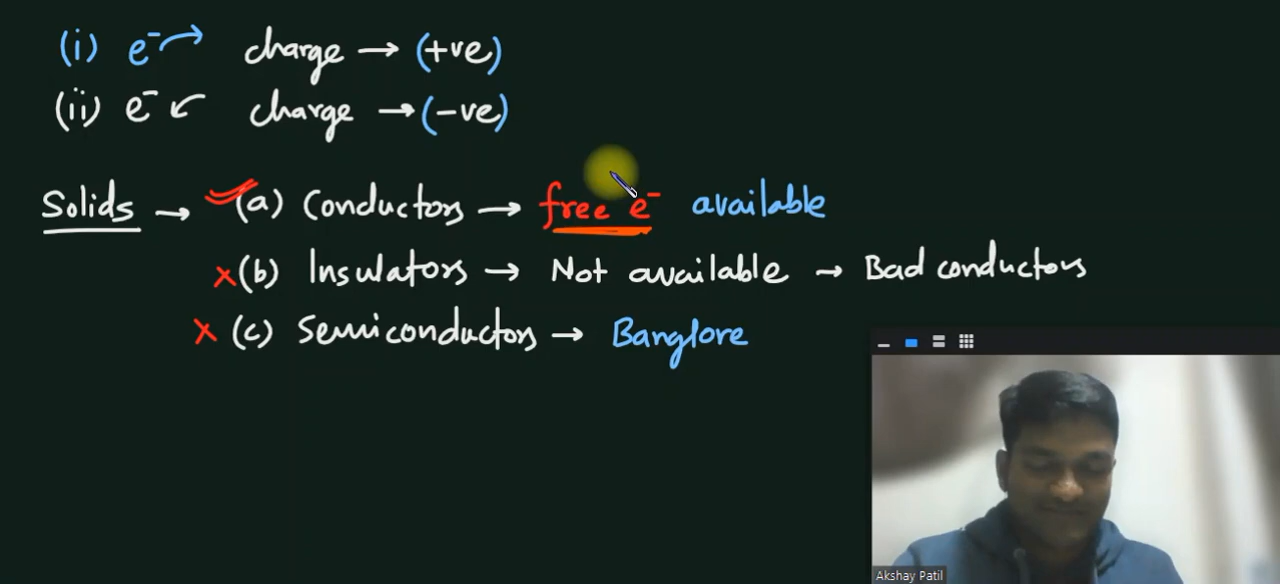 (i) e⁻ charge → (+ve)
(ii) e⁻ charge → (-ve)
Solids → (a) Conductors → free e⁻ available
x (b) Insulators → Not available → Bad conductors
x (c) Semiconductors → Banglore
Akshay Patil